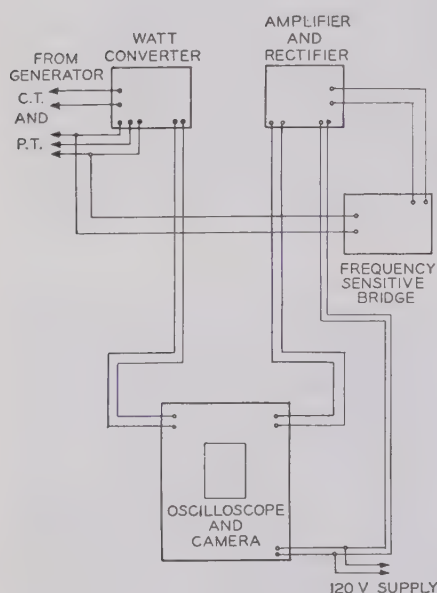 WATT
CONVERTER
AMPLIFIER
AND
RECTIFIER
FROM
GENERATOR
C.T.
AND
P.T.
FREQUENCY
SENSITIVE
BRIDGE
OSCILLOSCOPE
AND
CAMERA
120 V SUPPLY